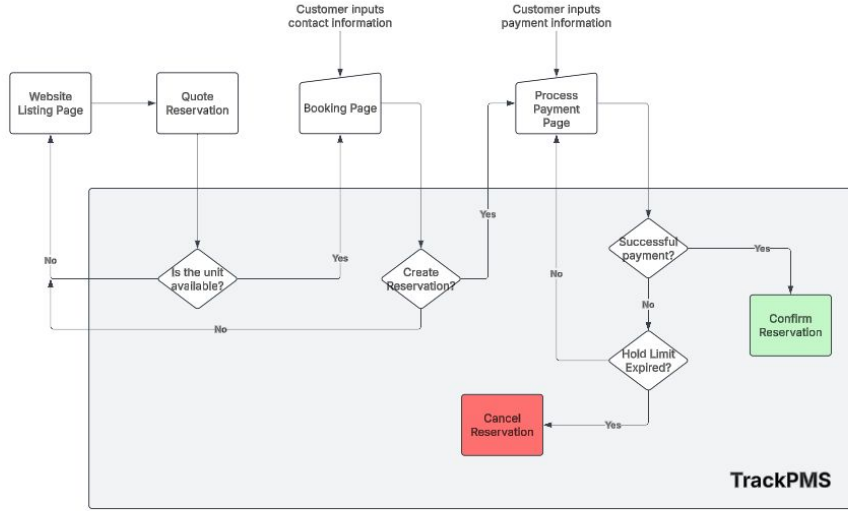 Customer inputs
contact information
Customer inputs
payment information
Website
Listing Page
Quote
Reservation
Booking Page
Process
Payment
Page
Yes
No
Yes
No
Is the unit
available?
Create
Reservation?
Successful
payment?
Yes
No
No
Confirm
Reservation
Hold Limit
Expired?
Cancel
Reservation
Yes
TrackPMS